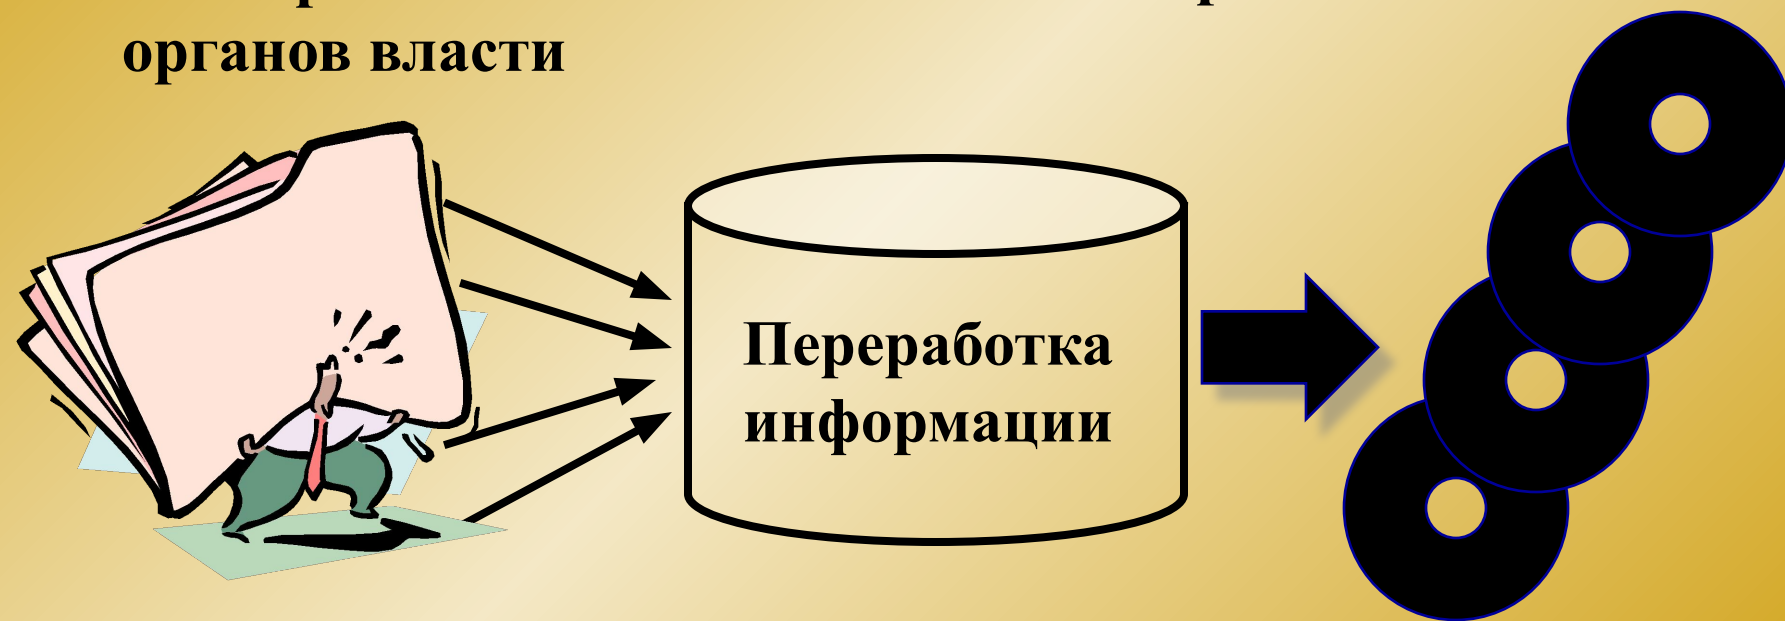 органов власти
Переработка
информации